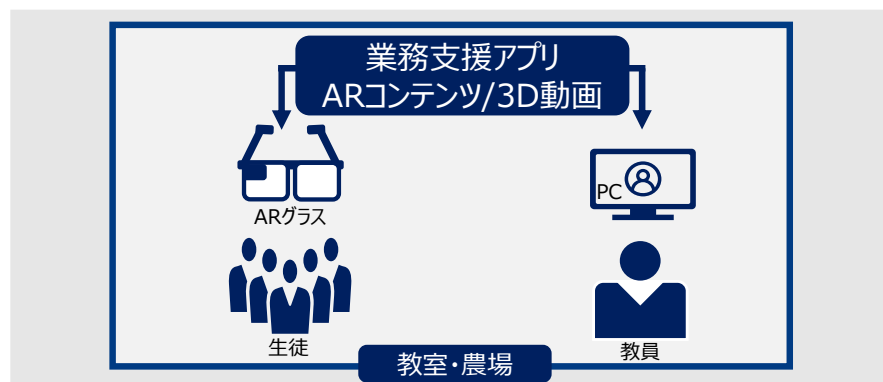 業務支援アプリ
ARコンテンツ/3D動画
ARグラス
PC
生徒
教員
教室・農場